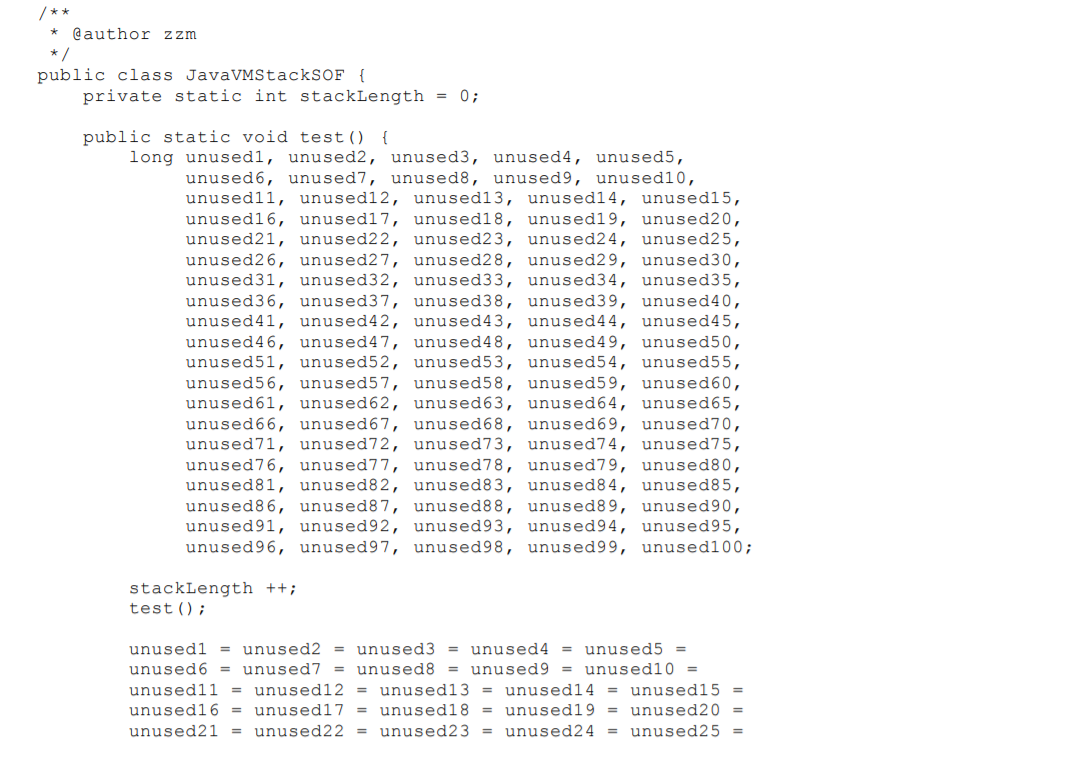 /**
 * @author zzm
 */
public class JavaVMStackSOF {
    private static int stackLength = 0;

    public static void test() {
        long unused1, unused2, unused3, unused4, unused5,
             unused6, unused7, unused8, unused9, unused10,
             unused11, unused12, unused13, unused14, unused15,
             unused16, unused17, unused18, unused19, unused20,
             unused21, unused22, unused23, unused24, unused25,
             unused26, unused27, unused28, unused29, unused30,
             unused31, unused32, unused33, unused34, unused35,
             unused36, unused37, unused38, unused39, unused40,
             unused41, unused42, unused43, unused44, unused45,
             unused46, unused47, unused48, unused49, unused50,
             unused51, unused52, unused53, unused54, unused55,
             unused56, unused57, unused58, unused59, unused60,
             unused61, unused62, unused63, unused64, unused65,
             unused66, unused67, unused68, unused69, unused70,
             unused71, unused72, unused73, unused74, unused75,
             unused76, unused77, unused78, unused79, unused80,
             unused81, unused82, unused83, unused84, unused85,
             unused86, unused87, unused88, unused89, unused90,
             unused91, unused92, unused93, unused94, unused95,
             unused96, unused97, unused98, unused99, unused100;

        stackLength ++;
        test();

        unused1 = unused2 = unused3 = unused4 = unused5 =
        unused6 = unused7 = unused8 = unused9 = unused10 =
        unused11 = unused12 = unused13 = unused14 = unused15 =
        unused16 = unused17 = unused18 = unused19 = unused20 =
        unused21 = unused22 = unused23 = unused24 = unused25 =